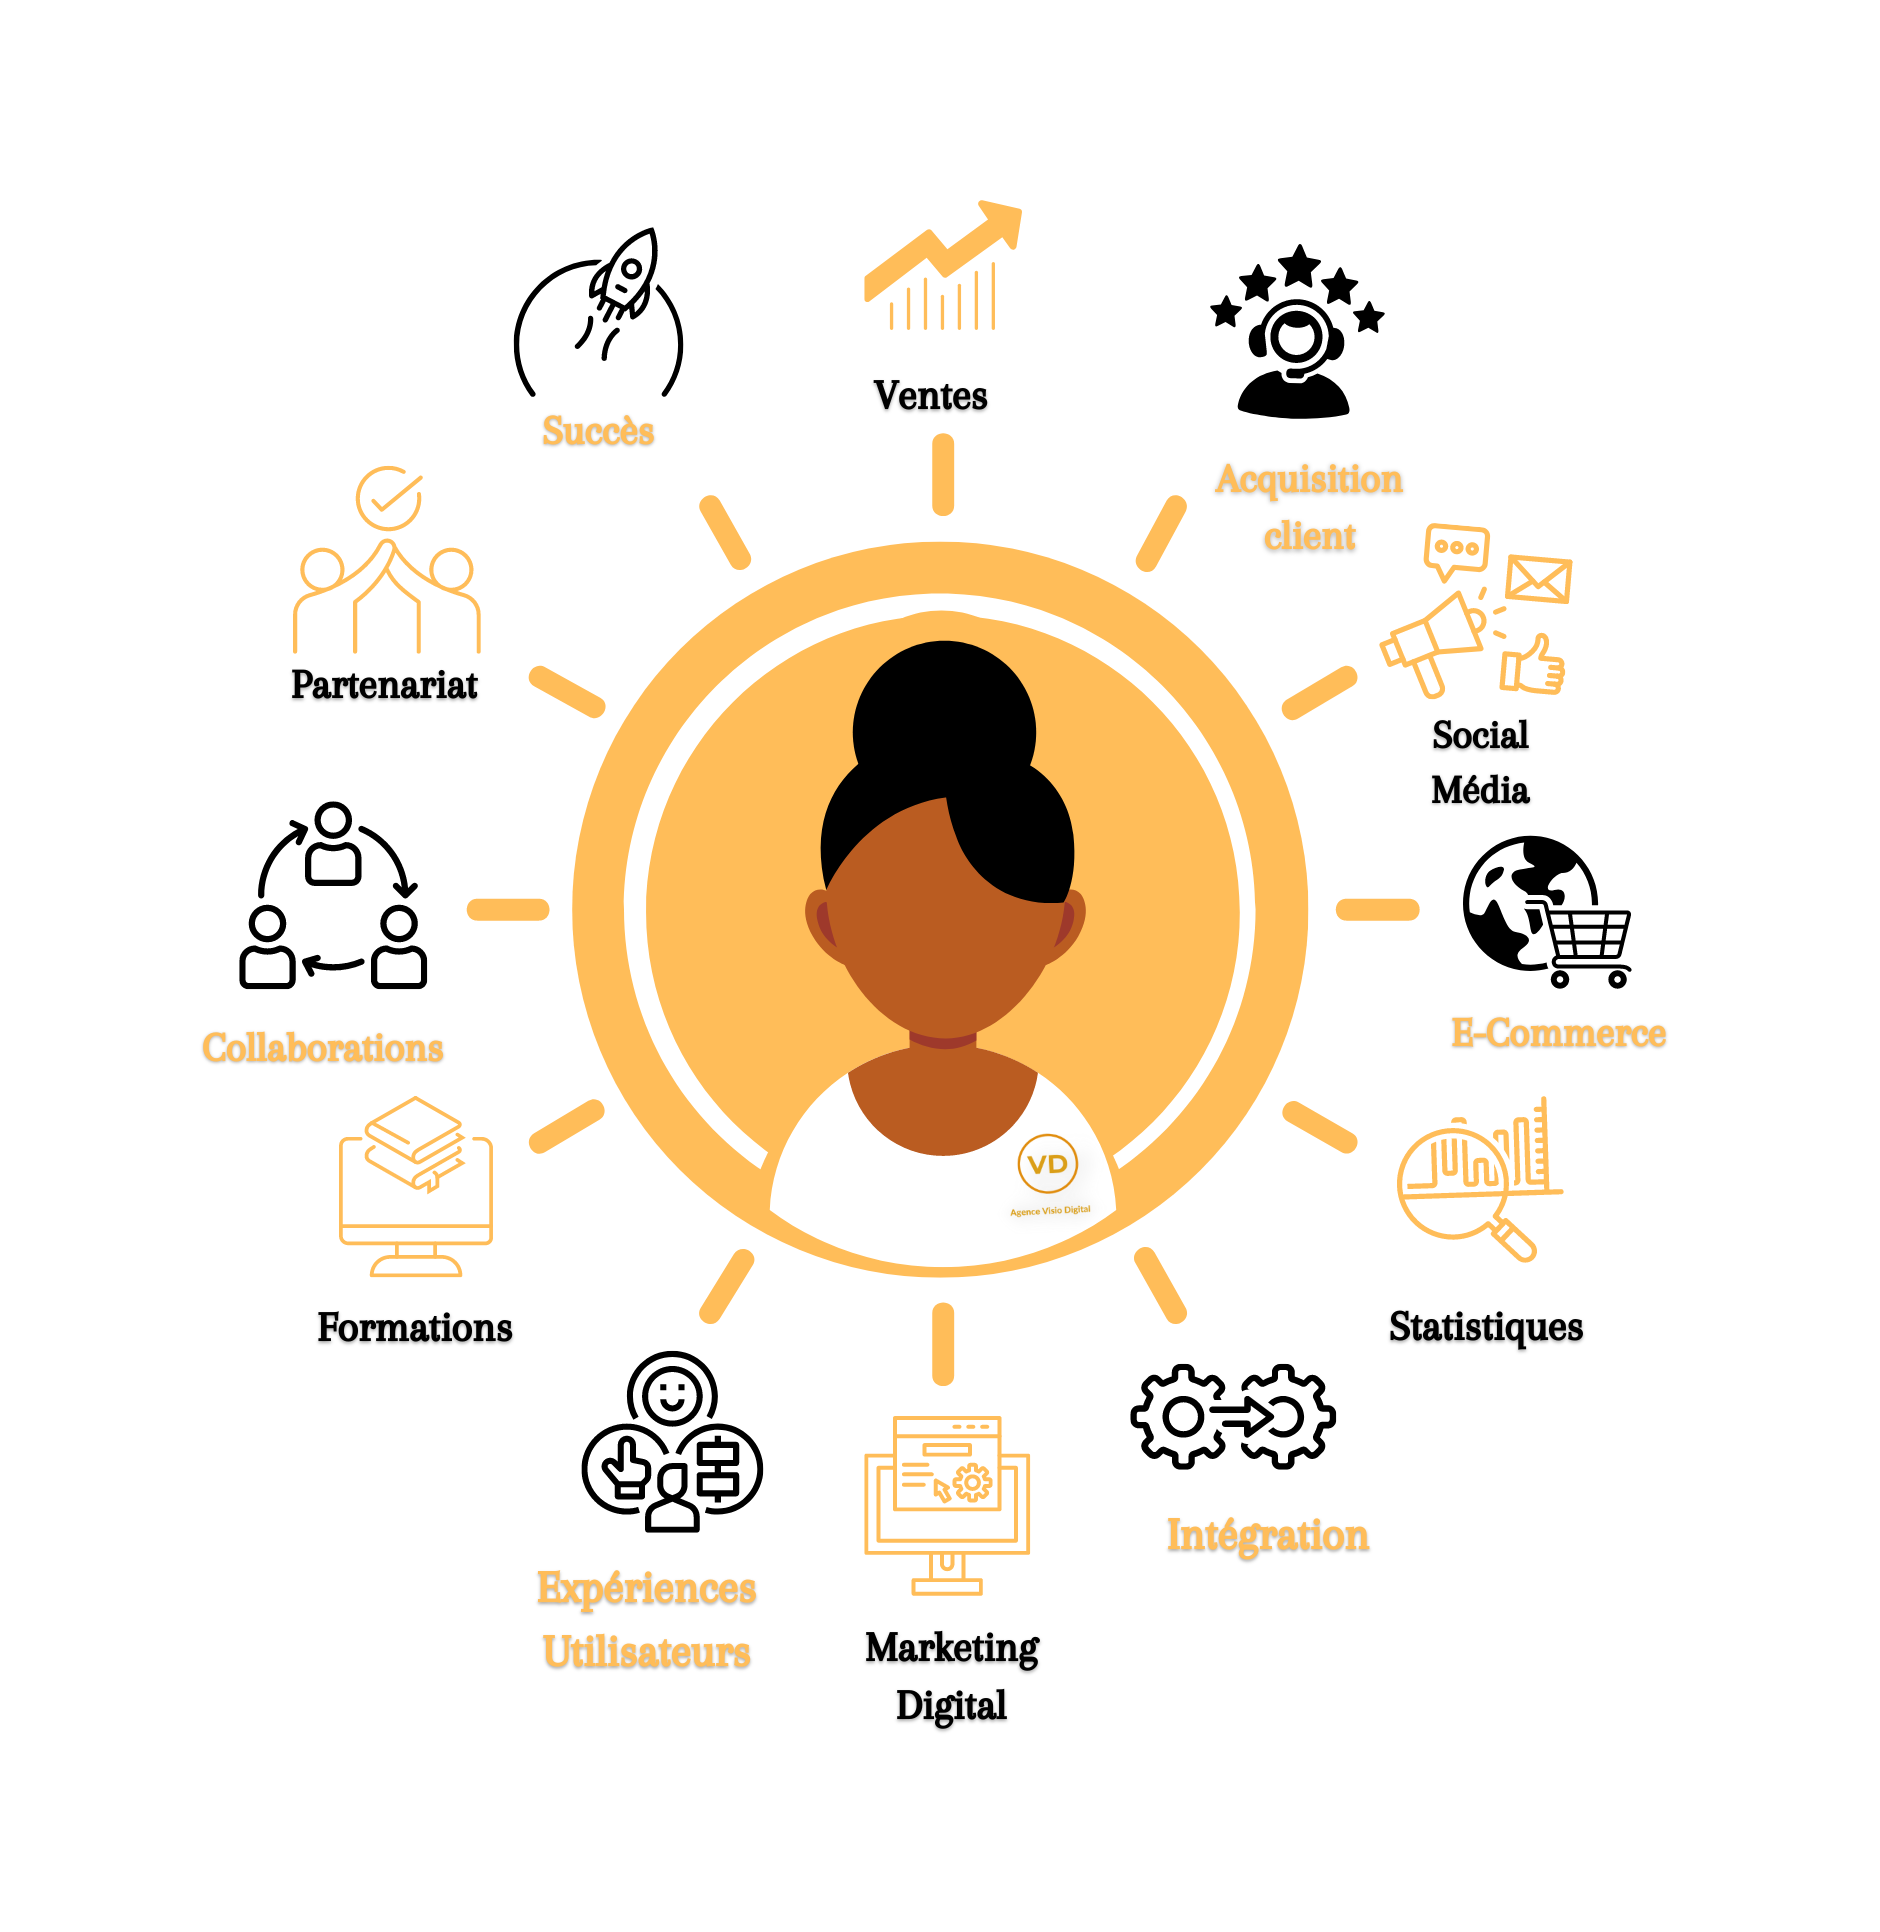 Ventes
Succès
Acquisition
client
Partenariat
Social
Média
Collaborations
E-Commerce
VD
Agence Visio Digital
Formations
Statistiques
Intégration
Expériences
Utilisateurs
Marketing
Digital